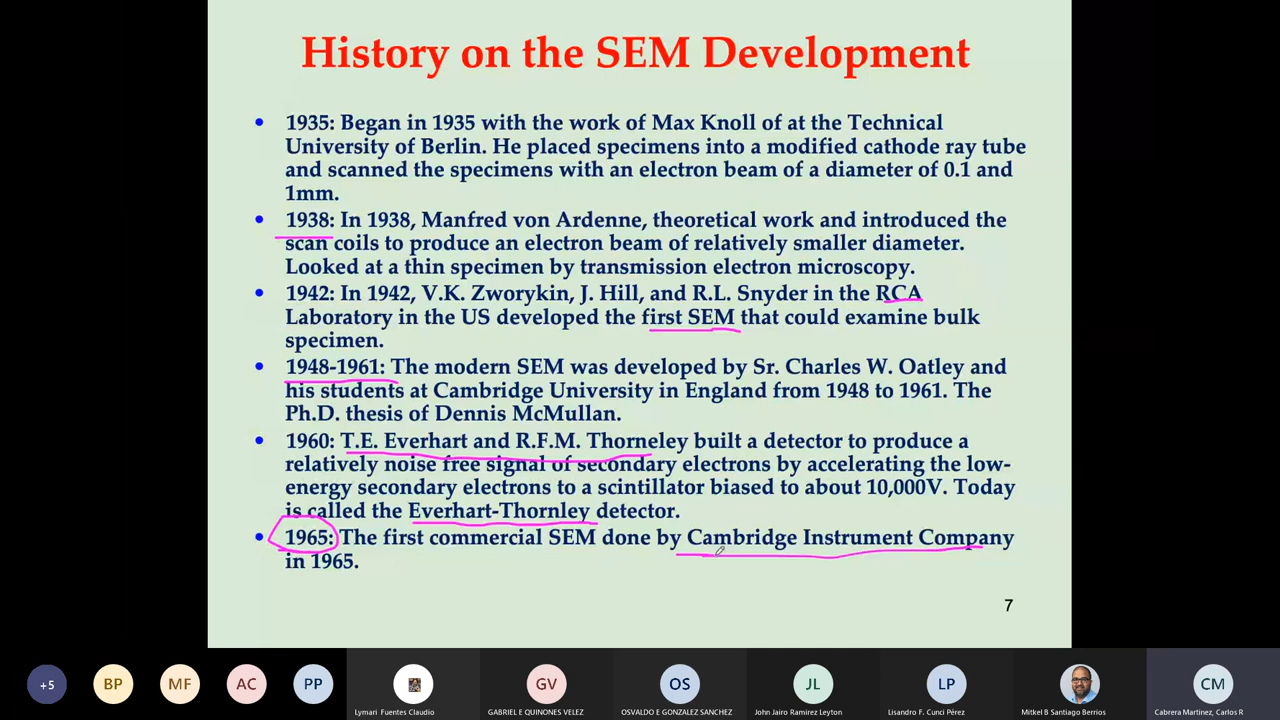 History on the SEM Development
• 1935: Began in 1935 with the work of Max Knoll of at the Technical
University of Berlin. He placed specimens into a modified cathode ray tube
and scanned the specimens with an electron beam of a diameter of 0.1 and
1mm.
• 1938: In 1938, Manfred von Ardenne, theoretical work and introduced the
scan coils to produce an electron beam of relatively smaller diameter.
Looked at a thin specimen by transmission electron microscopy.
• 1942: In 1942, V.K. Zworykin, J. Hill, and R.L. Snyder in the RCA
Laboratory in the US developed the first SEM that could examine bulk
specimen.
• 1948-1961: The modern SEM was developed by Sr. Charles W. Oatley and
his students at Cambridge University in England from 1948 to 1961. The
Ph.D. thesis of Dennis McMullan.
• 1960: T.E. Everhart and R.F.M. Thorneley built a detector to produce a
relatively noise free signal of secondary electrons by accelerating the low-
energy secondary electrons to a scintillator biased to about 10,000V. Today
is called the Everhart-Thornley detector.
• 1965: The first commercial SEM done by Cambridge Instrument Company
in 1965.
7
+5 BP MF AC PP GV OS JL LP CM
Lymari Fuentes Claudio GABRIEL E QUINONES VELEZ OSVALDO E GONZALEZ SANCHEZ John Jairo Ramirez Leyton Lisandro F. Cunci Pérez Mitkel B Santiago Berrios Cabrera Martinez, Carlos R